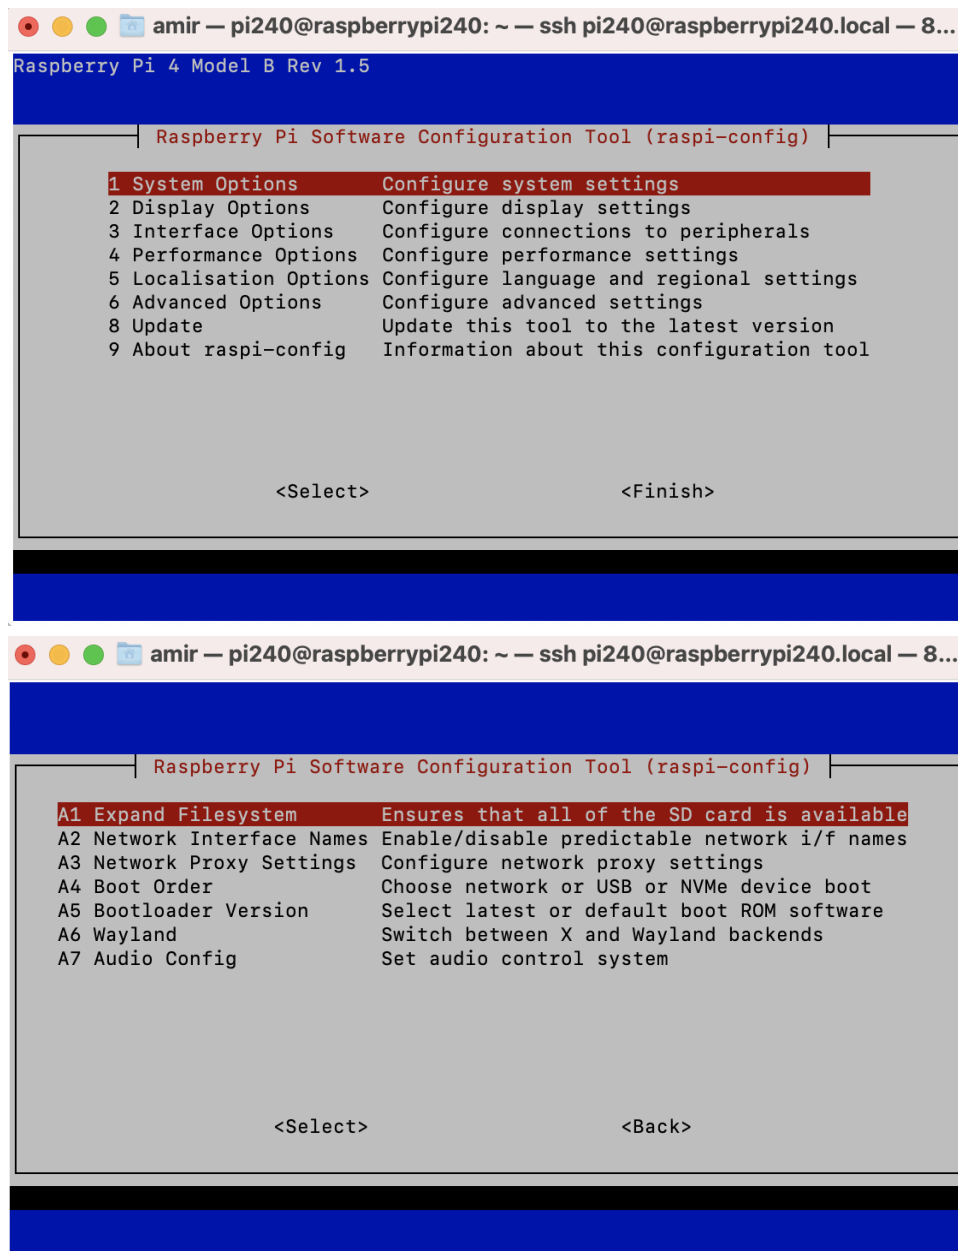 amir — pi240@raspberrypi240: ~ — ssh pi240@raspberrypi240.local — 8...
Raspberry Pi 4 Model B Rev 1.5
Raspberry Pi Software Configuration Tool (raspi-config)
1 System Options Configure system settings
2 Display Options Configure display settings
3 Interface Options Configure connections to peripherals
4 Performance Options Configure performance settings
5 Localisation Options Configure language and regional settings
6 Advanced Options Configure advanced settings
8 Update Update this tool to the latest version
9 About raspi-config Information about this configuration tool
<Select> <Finish>
amir — pi240@raspberrypi240: ~ — ssh pi240@raspberrypi240.local — 8...
Raspberry Pi Software Configuration Tool (raspi-config)
A1 Expand Filesystem Ensures that all of the SD card is available
A2 Network Interface Names Enable/disable predictable network i/f names
A3 Network Proxy Settings Configure network proxy settings
A4 Boot Order Choose network or USB or NVMe device boot
A5 Bootloader Version Select latest or default boot ROM software
A6 Wayland Switch between X and Wayland backends
A7 Audio Config Set audio control system
<Select> <Back>